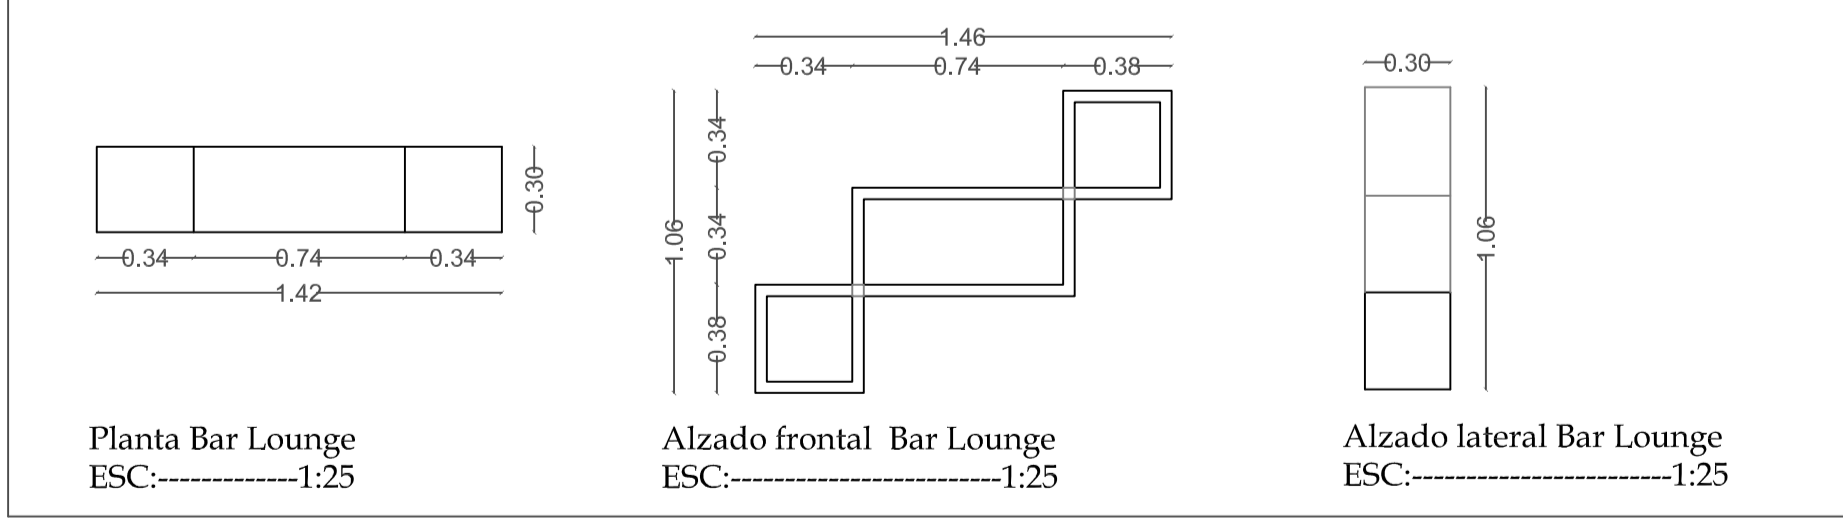 0.30
0.34 0.74 0.34
1.42
Planta Bar Lounge
ESC:-------------1:25
1.46
0.34 0.74 0.38
1.06
0.34
0.34
0.38
Alzado frontal Bar Lounge
ESC:-------------------------1:25
0.30
1.06
Alzado lateral Bar Lounge
ESC:------------------------1:25